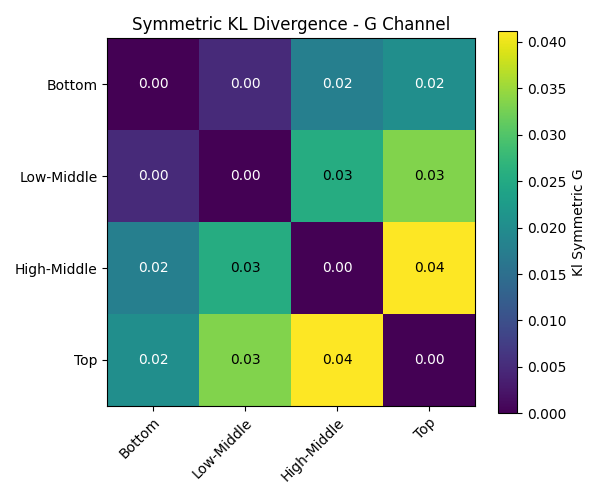 Symmetric KL Divergence - G Channel
Bottom 0.00 0.00 0.02 0.02
Low-Middle 0.00 0.00 0.03 0.03
High-Middle 0.02 0.03 0.00 0.04
Top 0.02 0.03 0.04 0.00
Bottom Low-Middle High-Middle Top
0.040
0.035
0.030
0.025
0.020
0.015
0.010
0.005
0.000
Kl Symmetric G